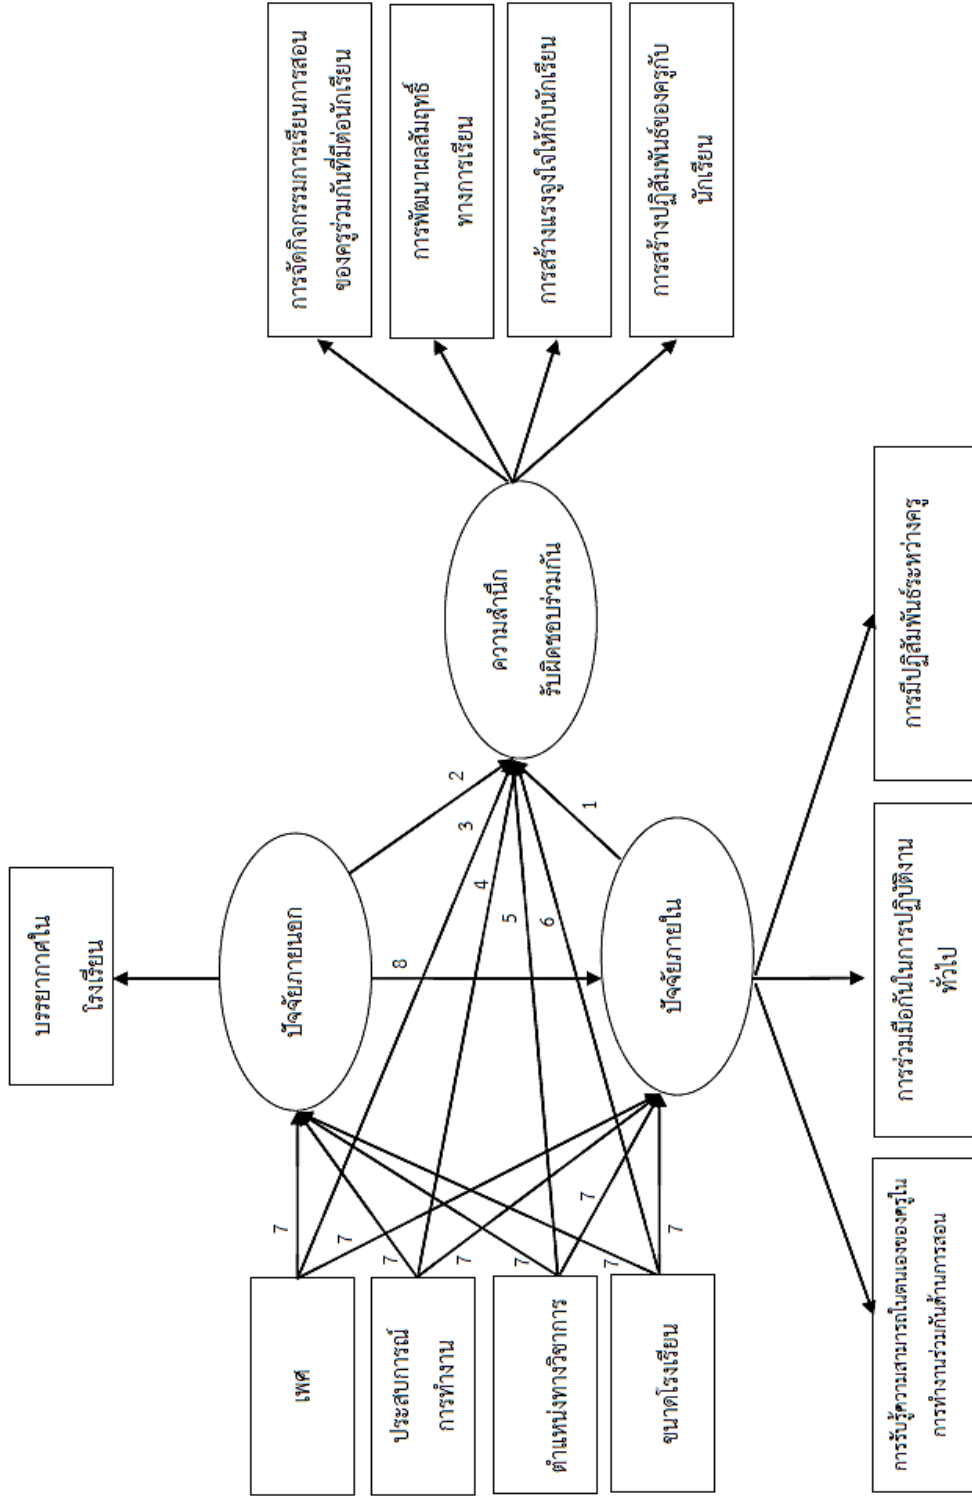 บรรยากาศใน
โรงเรียน
เพศ
ประสบการณ์
การทำงาน
ตำแหน่งทางวิชาการ
ขนาดโรงเรียน
7
7
7
7
7
7
7
7
ปัจจัยภายนอก
8
ปัจจัยภายใน
2
3
4
5
6
1
ความสำนึก
รับผิดชอบร่วมกัน
การจัดกิจกรรมการเรียนการสอน
ของครูร่วมกันที่มีต่อนักเรียน
การพัฒนาผลสัมฤทธิ์
ทางการเรียน
การสร้างแรงจูงใจให้กับนักเรียน
การสร้างปฏิสัมพันธ์ของครูกับ
นักเรียน
การรับรู้ความสามารถในตนเองของครูใน
การทำงานร่วมกันด้านการสอน
การร่วมมือกันในการปฏิบัติงาน
ทั่วไป
การมีปฏิสัมพันธ์ระหว่างครู